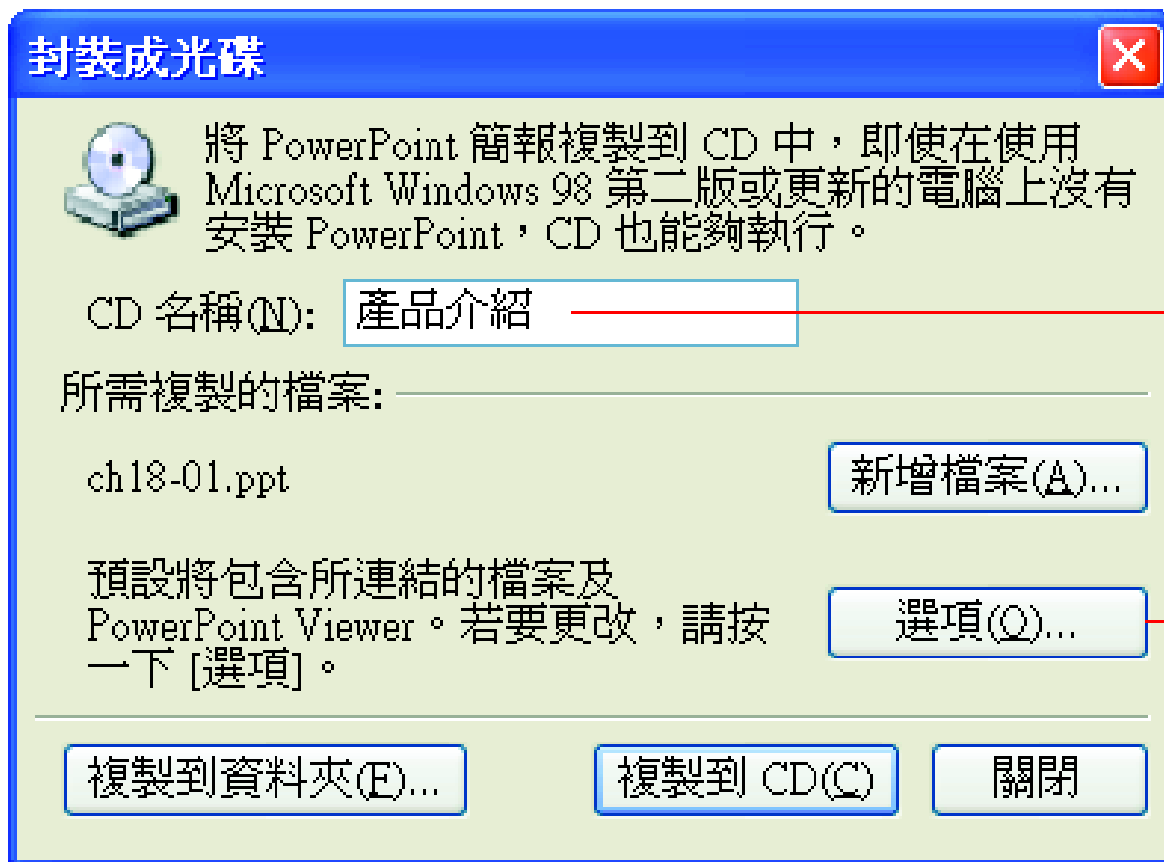 封裝成光碟
將 PowerPoint 簡報複製到 CD 中，即使在使用
Microsoft Windows 98 第二版或更新的電腦上沒有
安裝 PowerPoint，CD 也能夠執行。
CD 名稱(N): 產品介紹
所需複製的檔案:
ch18-01.ppt
新增檔案(A)...
預設將包含所連結的檔案及
PowerPoint Viewer。若要更改，請按
一下 [選項]。
選項(O)...
複製到資料夾(F)...
複製到 CD(C)
關閉